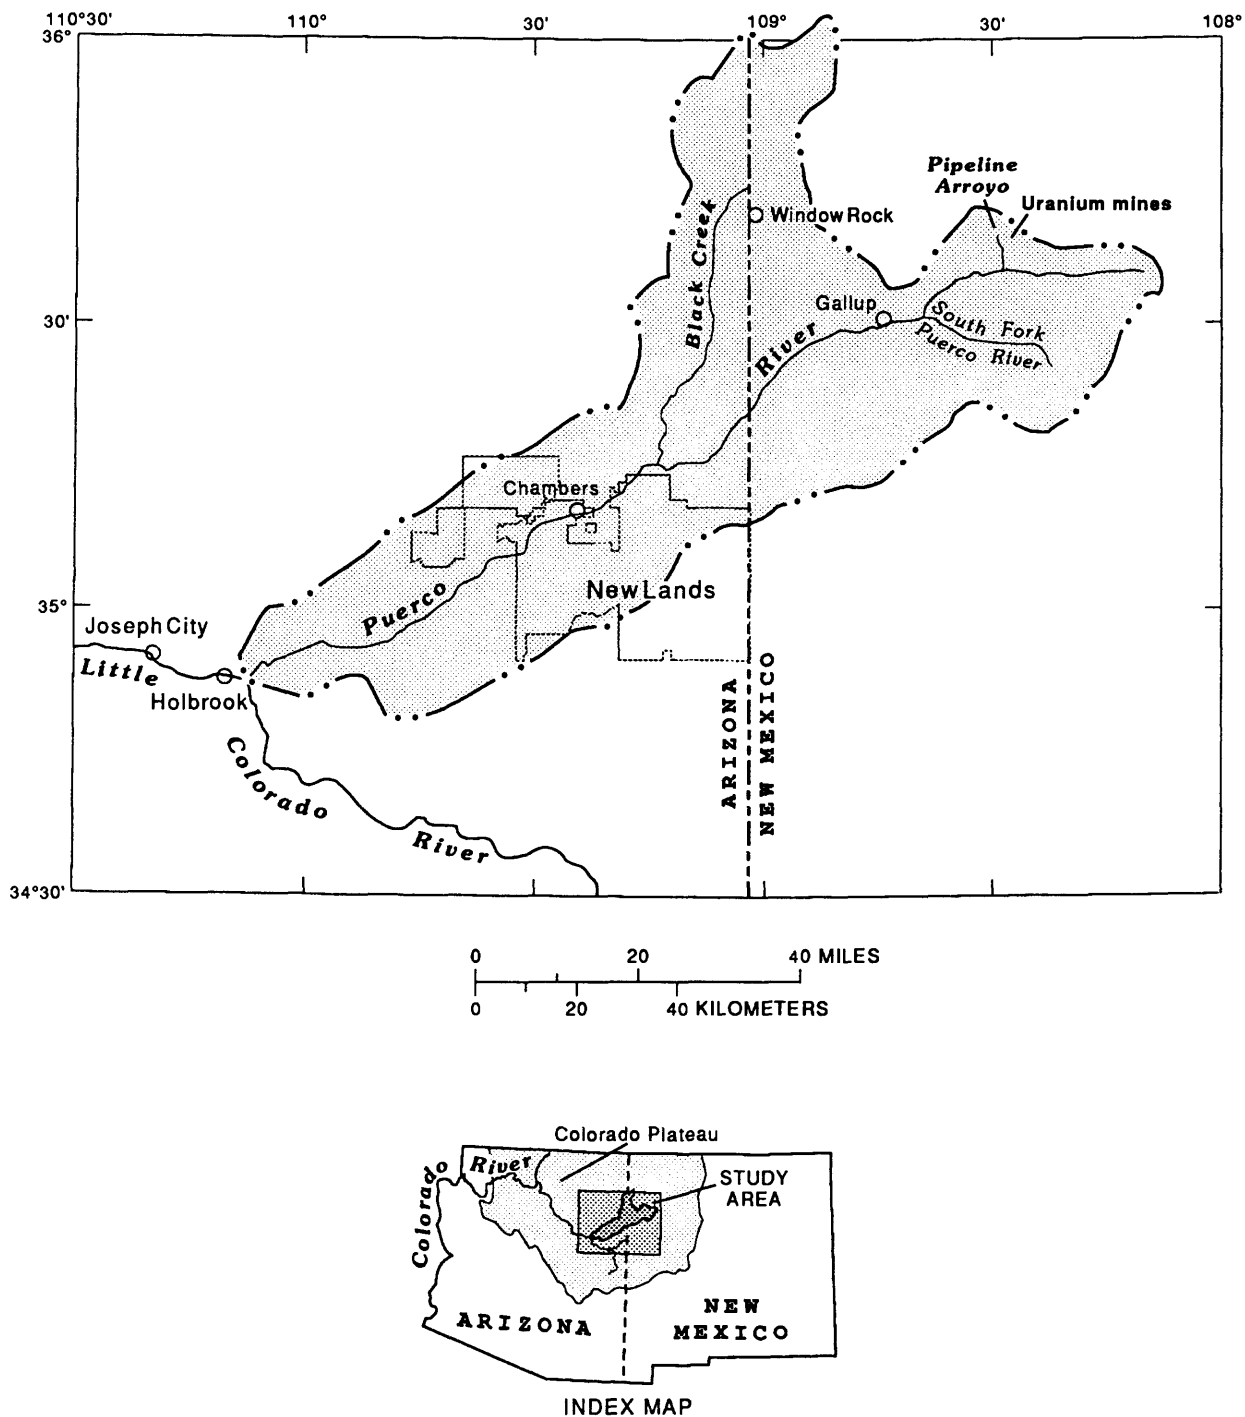 110°30'
110°
30'
109°
30'
108°
36°
Pipeline
Arroyo
Uranium mines
Window Rock
Black Creek
Gallup
30'
River
South Fork
Puerco River
Chambers
New Lands
Puerco
35°
Joseph City
Little
Holbrook
ARIZONA
NEW MEXICO
Colorado
River
34°30'
0 20 40 MILES
0 20 40 KILOMETERS
Colorado Plateau
River
Colorado
STUDY
AREA
ARIZONA
NEW
MEXICO
INDEX MAP